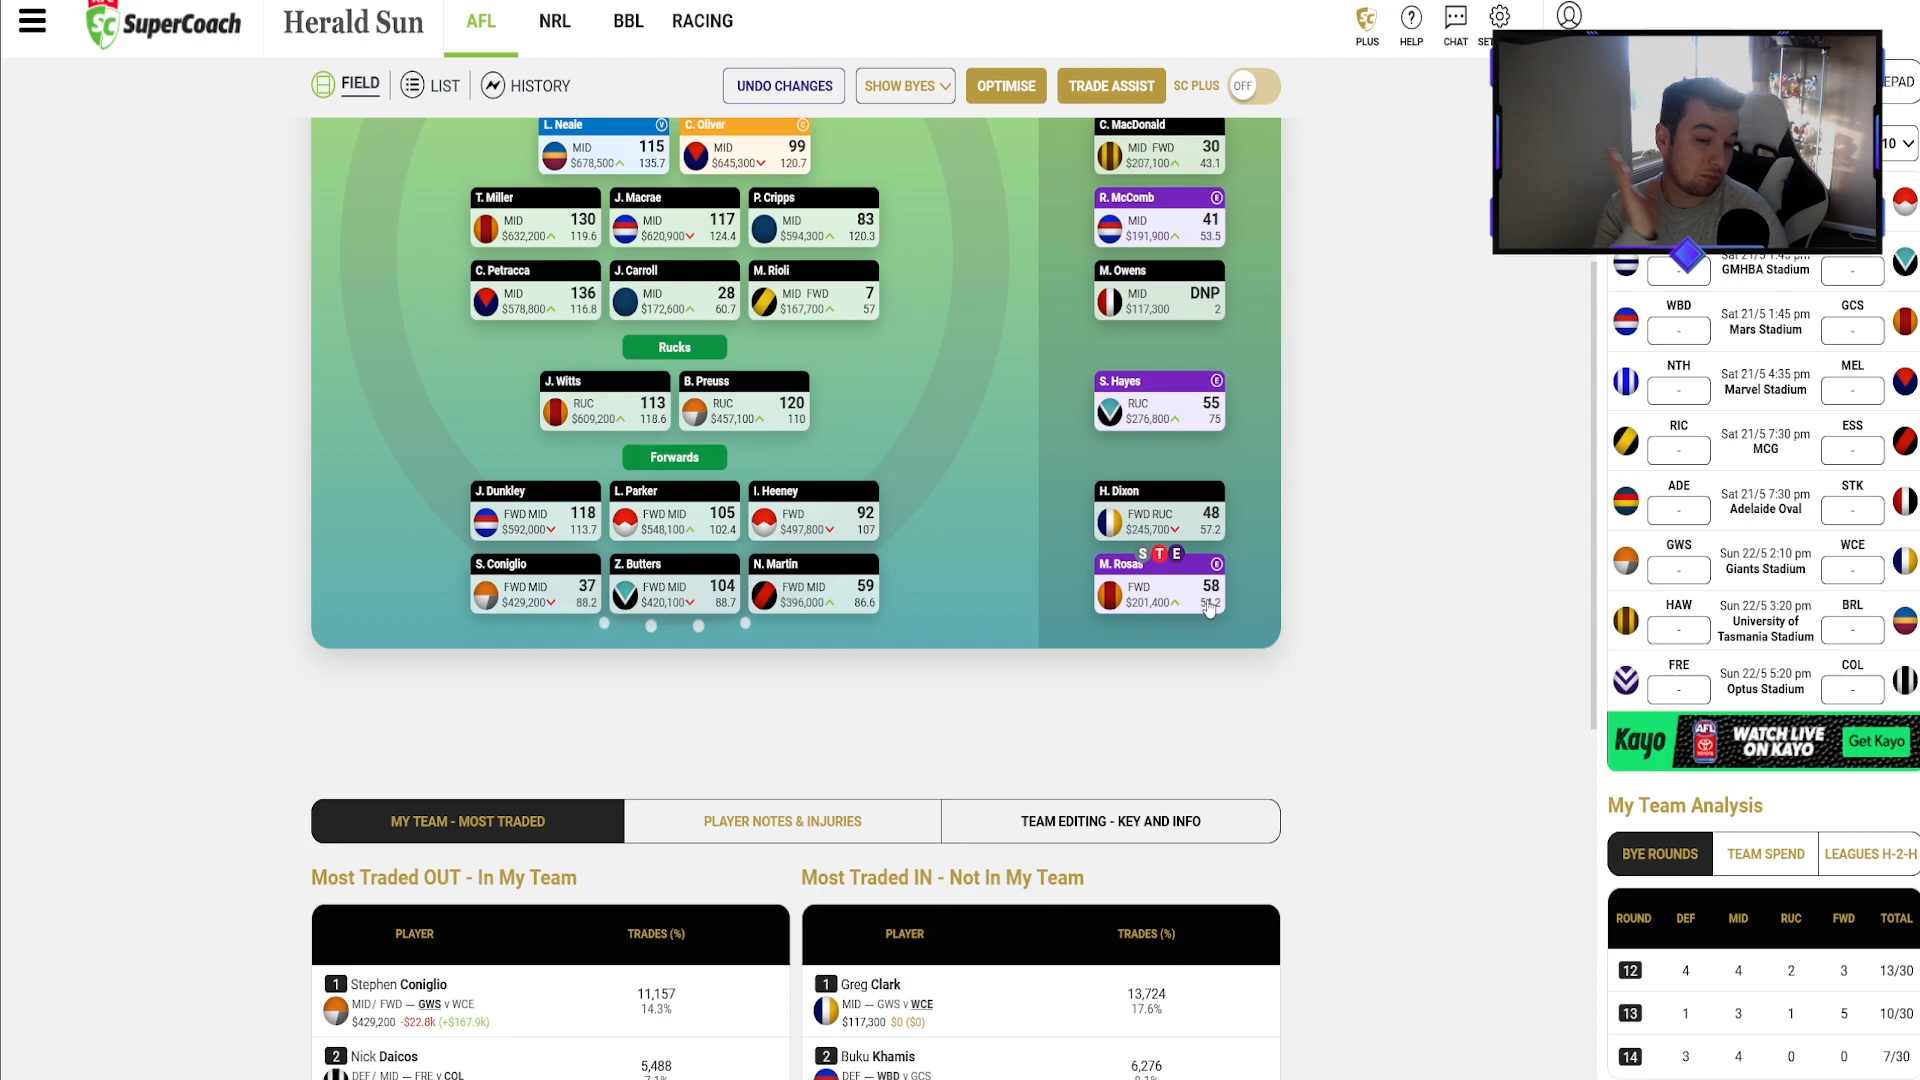 SuperCoach
Herald Sun
AFL
NRL
BBL
RACING
PLUS
HELP
CHAT
FIELD
LIST
HISTORY
UNDO CHANGES
SHOW BYES
OPTIMISE
TRADE ASSIST
SC PLUS
OFF
L. Neale V
MID 115
$678,500 135.7
C. Oliver C
MID 99
$645,300 120.7
C. MacDonald
MID FWD 30
$207,100 43.1
T. Miller
MID 130
$632,200 119.6
J. Macrae
MID 117
$620,900 124.4
P. Cripps
MID 83
$594,300 120.3
R. McComb E
MID 41
$191,900 53.5
C. Petracca
MID 136
$578,800 116.8
J. Carroll
MID 28
$172,600 60.7
M. Rioli
MID FWD 7
$167,700 57
M. Owens
MID DNP
$117,300 2
Rucks
J. Witts
RUC 113
$609,200 118.6
B. Preuss
RUC 120
$457,100 110
S. Hayes E
RUC 55
$276,800 75
Forwards
J. Dunkley
FWD MID 118
$592,000 113.7
L. Parker
FWD MID 105
$548,100 102.4
I. Heeney
FWD 92
$497,800 107
H. Dixon
FWD RUC 48
$245,700 57.2
S T E
S. Coniglio
FWD MID 37
$429,200 88.2
Z. Butters
FWD MID 104
$420,100 88.7
N. Martin
FWD MID 59
$396,000 86.6
M. Rosas E
FWD 58
$201,400
MY TEAM - MOST TRADED
PLAYER NOTES & INJURIES
TEAM EDITING - KEY AND INFO
Most Traded OUT - In My Team
PLAYER TRADES (%)
1 Stephen Coniglio
MID/ FWD — GWS v WCE
$429,200 -$22.8k (+$167.9k)
11,157
14.3%
2 Nick Daicos
DEF/ MID — FRE v COL
5,488
Most Traded IN - Not In My Team
PLAYER TRADES (%)
1 Greg Clark
MID — GWS v WCE
$117,300 $0 ($0)
13,724
17.6%
2 Buku Khamis
DEF — WBD v GCS
6,276
EPAD
10
GMHBA Stadium
- -
WBD Sat 21/5 1:45 pm GCS
- Mars Stadium -
NTH Sat 21/5 4:35 pm MEL
- Marvel Stadium -
RIC Sat 21/5 7:30 pm ESS
- MCG -
ADE Sat 21/5 7:30 pm STK
- Adelaide Oval -
GWS Sun 22/5 2:10 pm WCE
- Giants Stadium -
HAW Sun 22/5 3:20 pm BRL
- University of -
Tasmania Stadium
FRE Sun 22/5 5:20 pm COL
- Optus Stadium -
Kayo AFL WATCH LIVE
ON KAYO Get Kayo
My Team Analysis
BYE ROUNDS
TEAM SPEND
LEAGUES H-2-H
ROUND DEF MID RUC FWD TOTAL
12 4 4 2 3 13/30
13 1 3 1 5 10/30
14 3 4 0 0 7/30